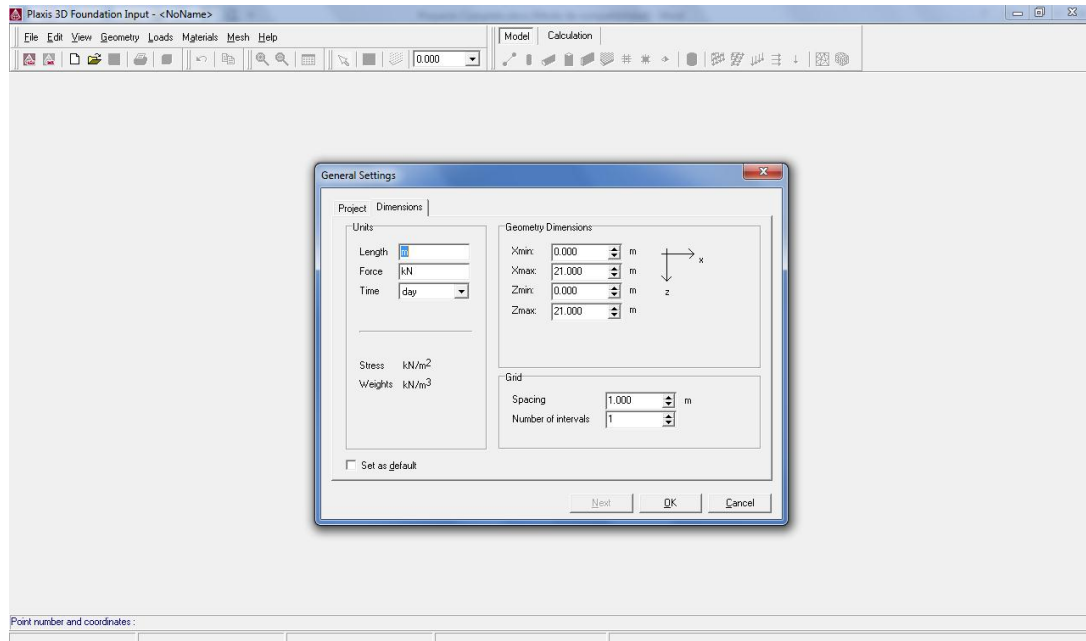 Plaxis 3D Foundation Input - <NoName>
File Edit View Geometry Loads Materials Mesh Help
Model Calculation
0.000
General Settings
Project Dimensions
Units
Length m
Force kN
Time day
Stress kN/m2
Weights kN/m3
Geometry Dimensions
Xmin: 0.000 m
Xmax: 21.000 m
Zmin: 0.000 m
Zmax: 21.000 m
x
z
Grid
Spacing 1.000 m
Number of intervals 1
Set as default
Next OK Cancel
Point number and coordinates :